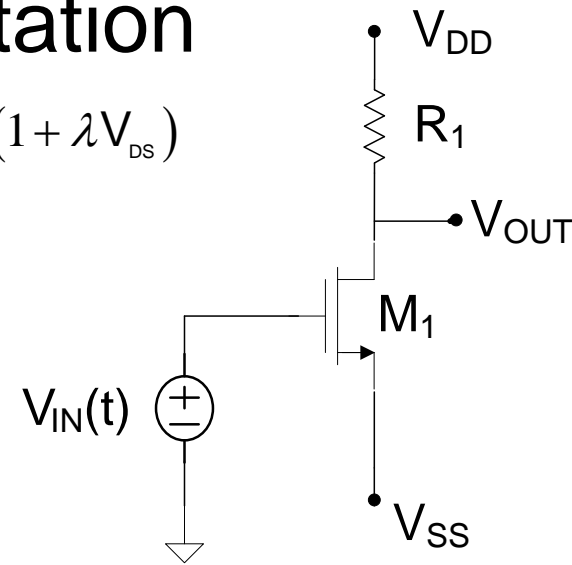 tation
(1 + λV_DS)
V_DD
R_1
V_OUT
M_1
V_IN(t)
V_SS